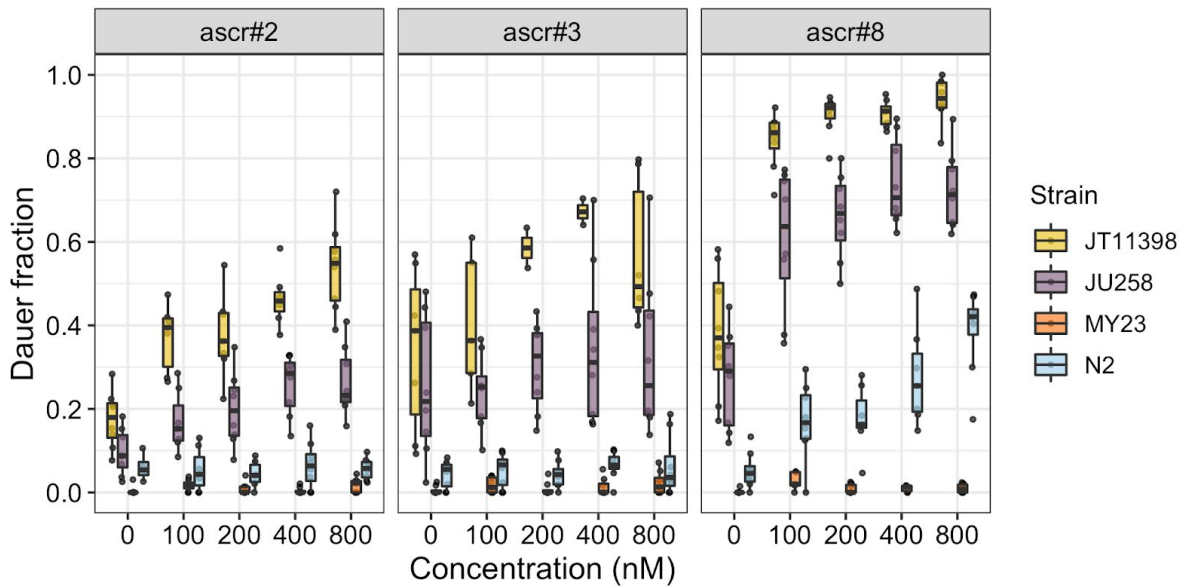 ascr#2 ascr#3 ascr#8
Dauer fraction
1.0
0.8
0.6
0.4
0.2
0.0
0 100 200 400 800 0 100 200 400 800 0 100 200 400 800
Concentration (nM)
Strain
JT11398
JU258
MY23
N2